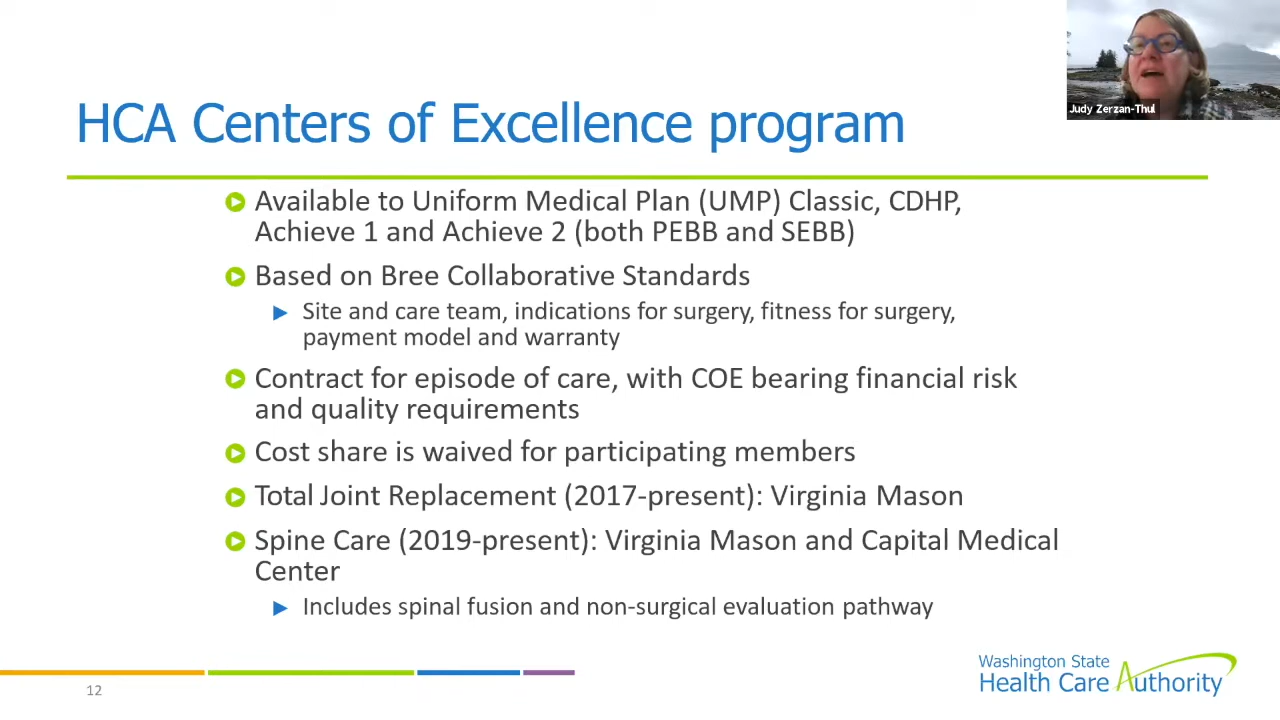 Judy Zerzan-Thul
HCA Centers of Excellence program
Available to Uniform Medical Plan (UMP) Classic, CDHP,
Achieve 1 and Achieve 2 (both PEBB and SEBB)
Based on Bree Collaborative Standards
Site and care team, indications for surgery, fitness for surgery,
payment model and warranty
Contract for episode of care, with COE bearing financial risk
and quality requirements
Cost share is waived for participating members
Total Joint Replacement (2017-present): Virginia Mason
Spine Care (2019-present): Virginia Mason and Capital Medical
Center
Includes spinal fusion and non-surgical evaluation pathway
12
Washington State
Health Care Authority